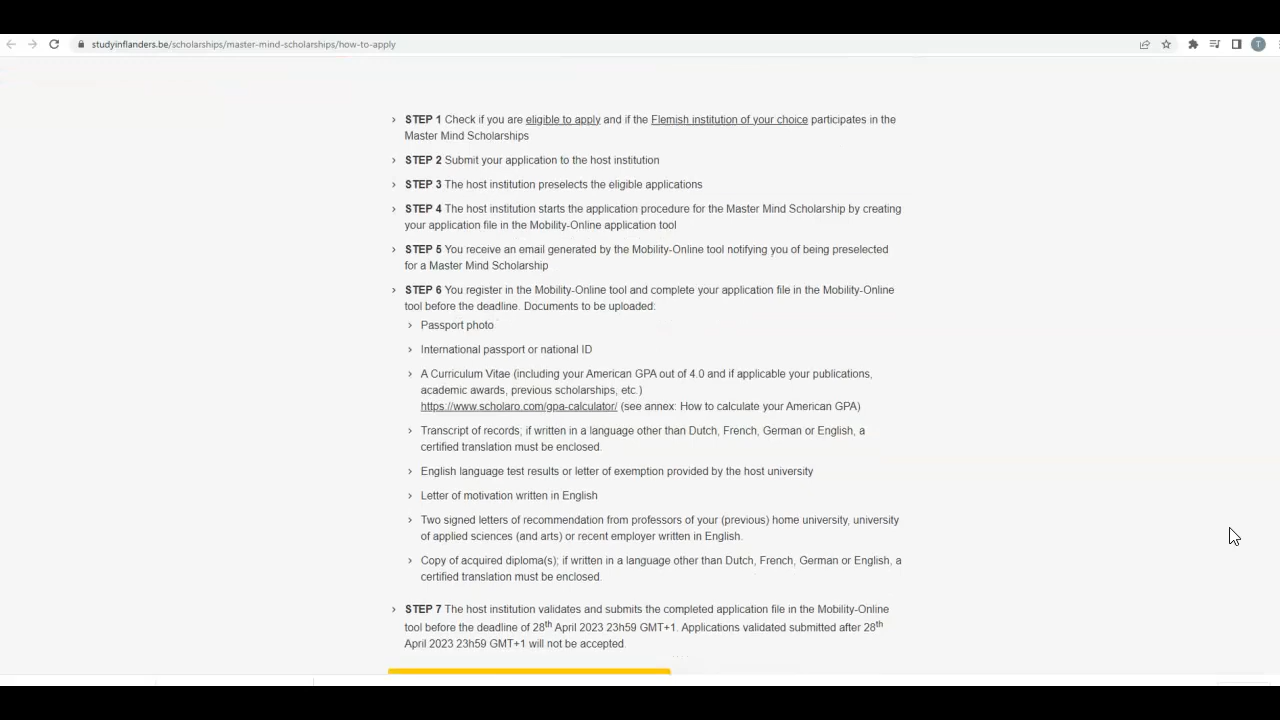 studyinflanders.be/scholarships/master-mind-scholarships/how-to-apply
T
STEP 1 Check if you are eligible to apply and if the Flemish institution of your choice participates in the
Master Mind Scholarships
STEP 2 Submit your application to the host institution
STEP 3 The host institution preselects the eligible applications
STEP 4 The host institution starts the application procedure for the Master Mind Scholarship by creating
your application file in the Mobility-Online application tool
STEP 5 You receive an email generated by the Mobility-Online tool notifying you of being preselected
for a Master Mind Scholarship
STEP 6 You register in the Mobility-Online tool and complete your application file in the Mobility-Online
tool before the deadline. Documents to be uploaded:
Passport photo
International passport or national ID
A Curriculum Vitae (including your American GPA out of 4.0 and if applicable your publications,
academic awards, previous scholarships, etc.)
https://www.scholaro.com/gpa-calculator/ (see annex: How to calculate your American GPA)
Transcript of records; if written in a language other than Dutch, French, German or English, a
certified translation must be enclosed.
English language test results or letter of exemption provided by the host university
Letter of motivation written in English
Two signed letters of recommendation from professors of your (previous) home university, university
of applied sciences (and arts) or recent employer written in English.
Copy of acquired diploma(s); if written in a language other than Dutch, French, German or English, a
certified translation must be enclosed.
STEP 7 The host institution validates and submits the completed application file in the Mobility-Online
tool before the deadline of 28th April 2023 23h59 GMT+1. Applications validated submitted after 28th
April 2023 23h59 GMT+1 will not be accepted.